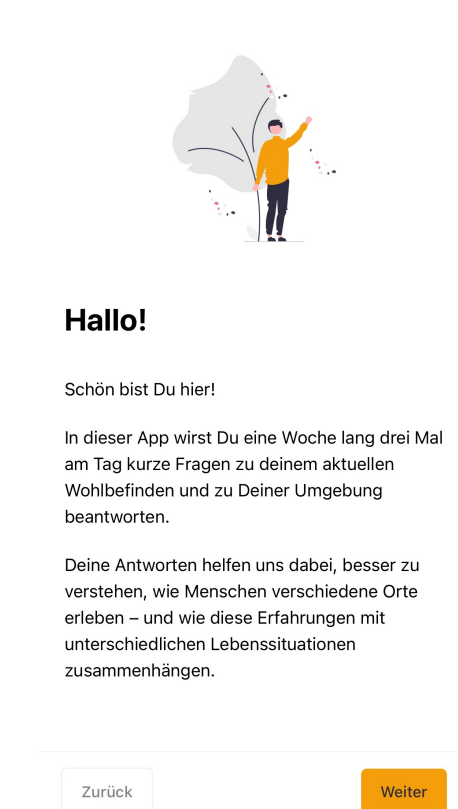 Hallo!
Schön bist Du hier!
In dieser App wirst Du eine Woche lang drei Mal
am Tag kurze Fragen zu deinem aktuellen
Wohlbefinden und zu Deiner Umgebung
beantworten.
Deine Antworten helfen uns dabei, besser zu
verstehen, wie Menschen verschiedene Orte
erleben – und wie diese Erfahrungen mit
unterschiedlichen Lebenssituationen
zusammenhängen.
Zurück
Weiter